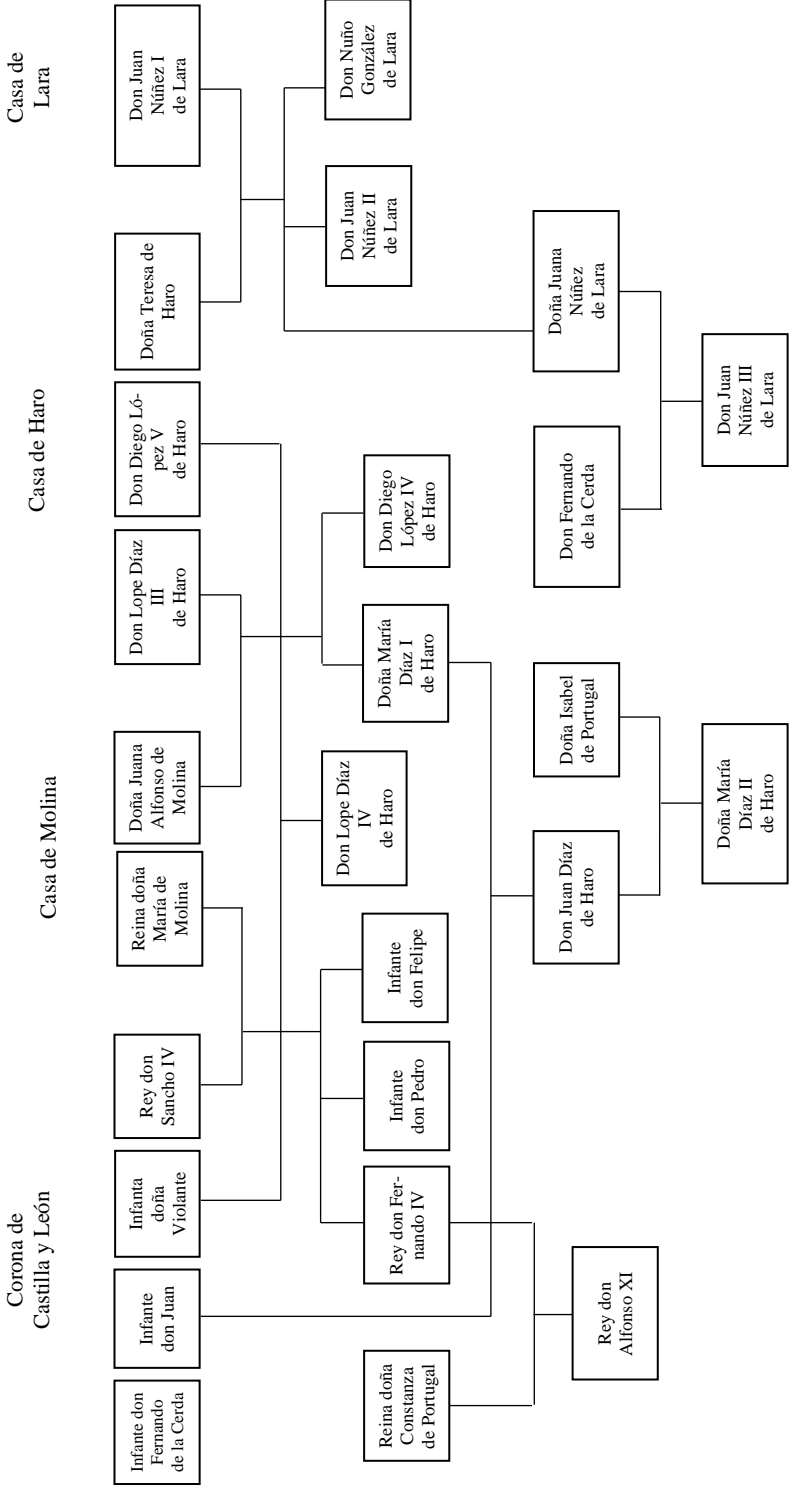 Corona de
Castilla y León
Casa de Molina
Casa de Haro
Casa de
Lara
Infante don
Fernando
de la Cerda
Infante
don Juan
Infanta
doña
Violante
Rey don
Sancho IV
Reina doña
María de
Molina
Doña Juana
Alfonso de
Molina
Don Lope Díaz
III
de Haro
Don Diego Ló-
pez V
de Haro
Doña Teresa de
Haro
Don Juan
Núñez I
de Lara
Reina doña
Constanza
de Portugal
Rey don Fer-
nando IV
Infante
don Pedro
Infante
don Felipe
Don Lope Díaz
IV
de Haro
Doña María
Díaz I
de Haro
Don Diego
López IV
de Haro
Don Juan
Núñez II
de Lara
Don Nuño
González
de Lara
Rey don
Alfonso XI
Don Juan Díaz
de Haro
Doña Isabel
de Portugal
Don Fernando
de la Cerda
Doña Juana
Núñez
de Lara
Doña María
Díaz II
de Haro
Don Juan
Núñez III
de Lara